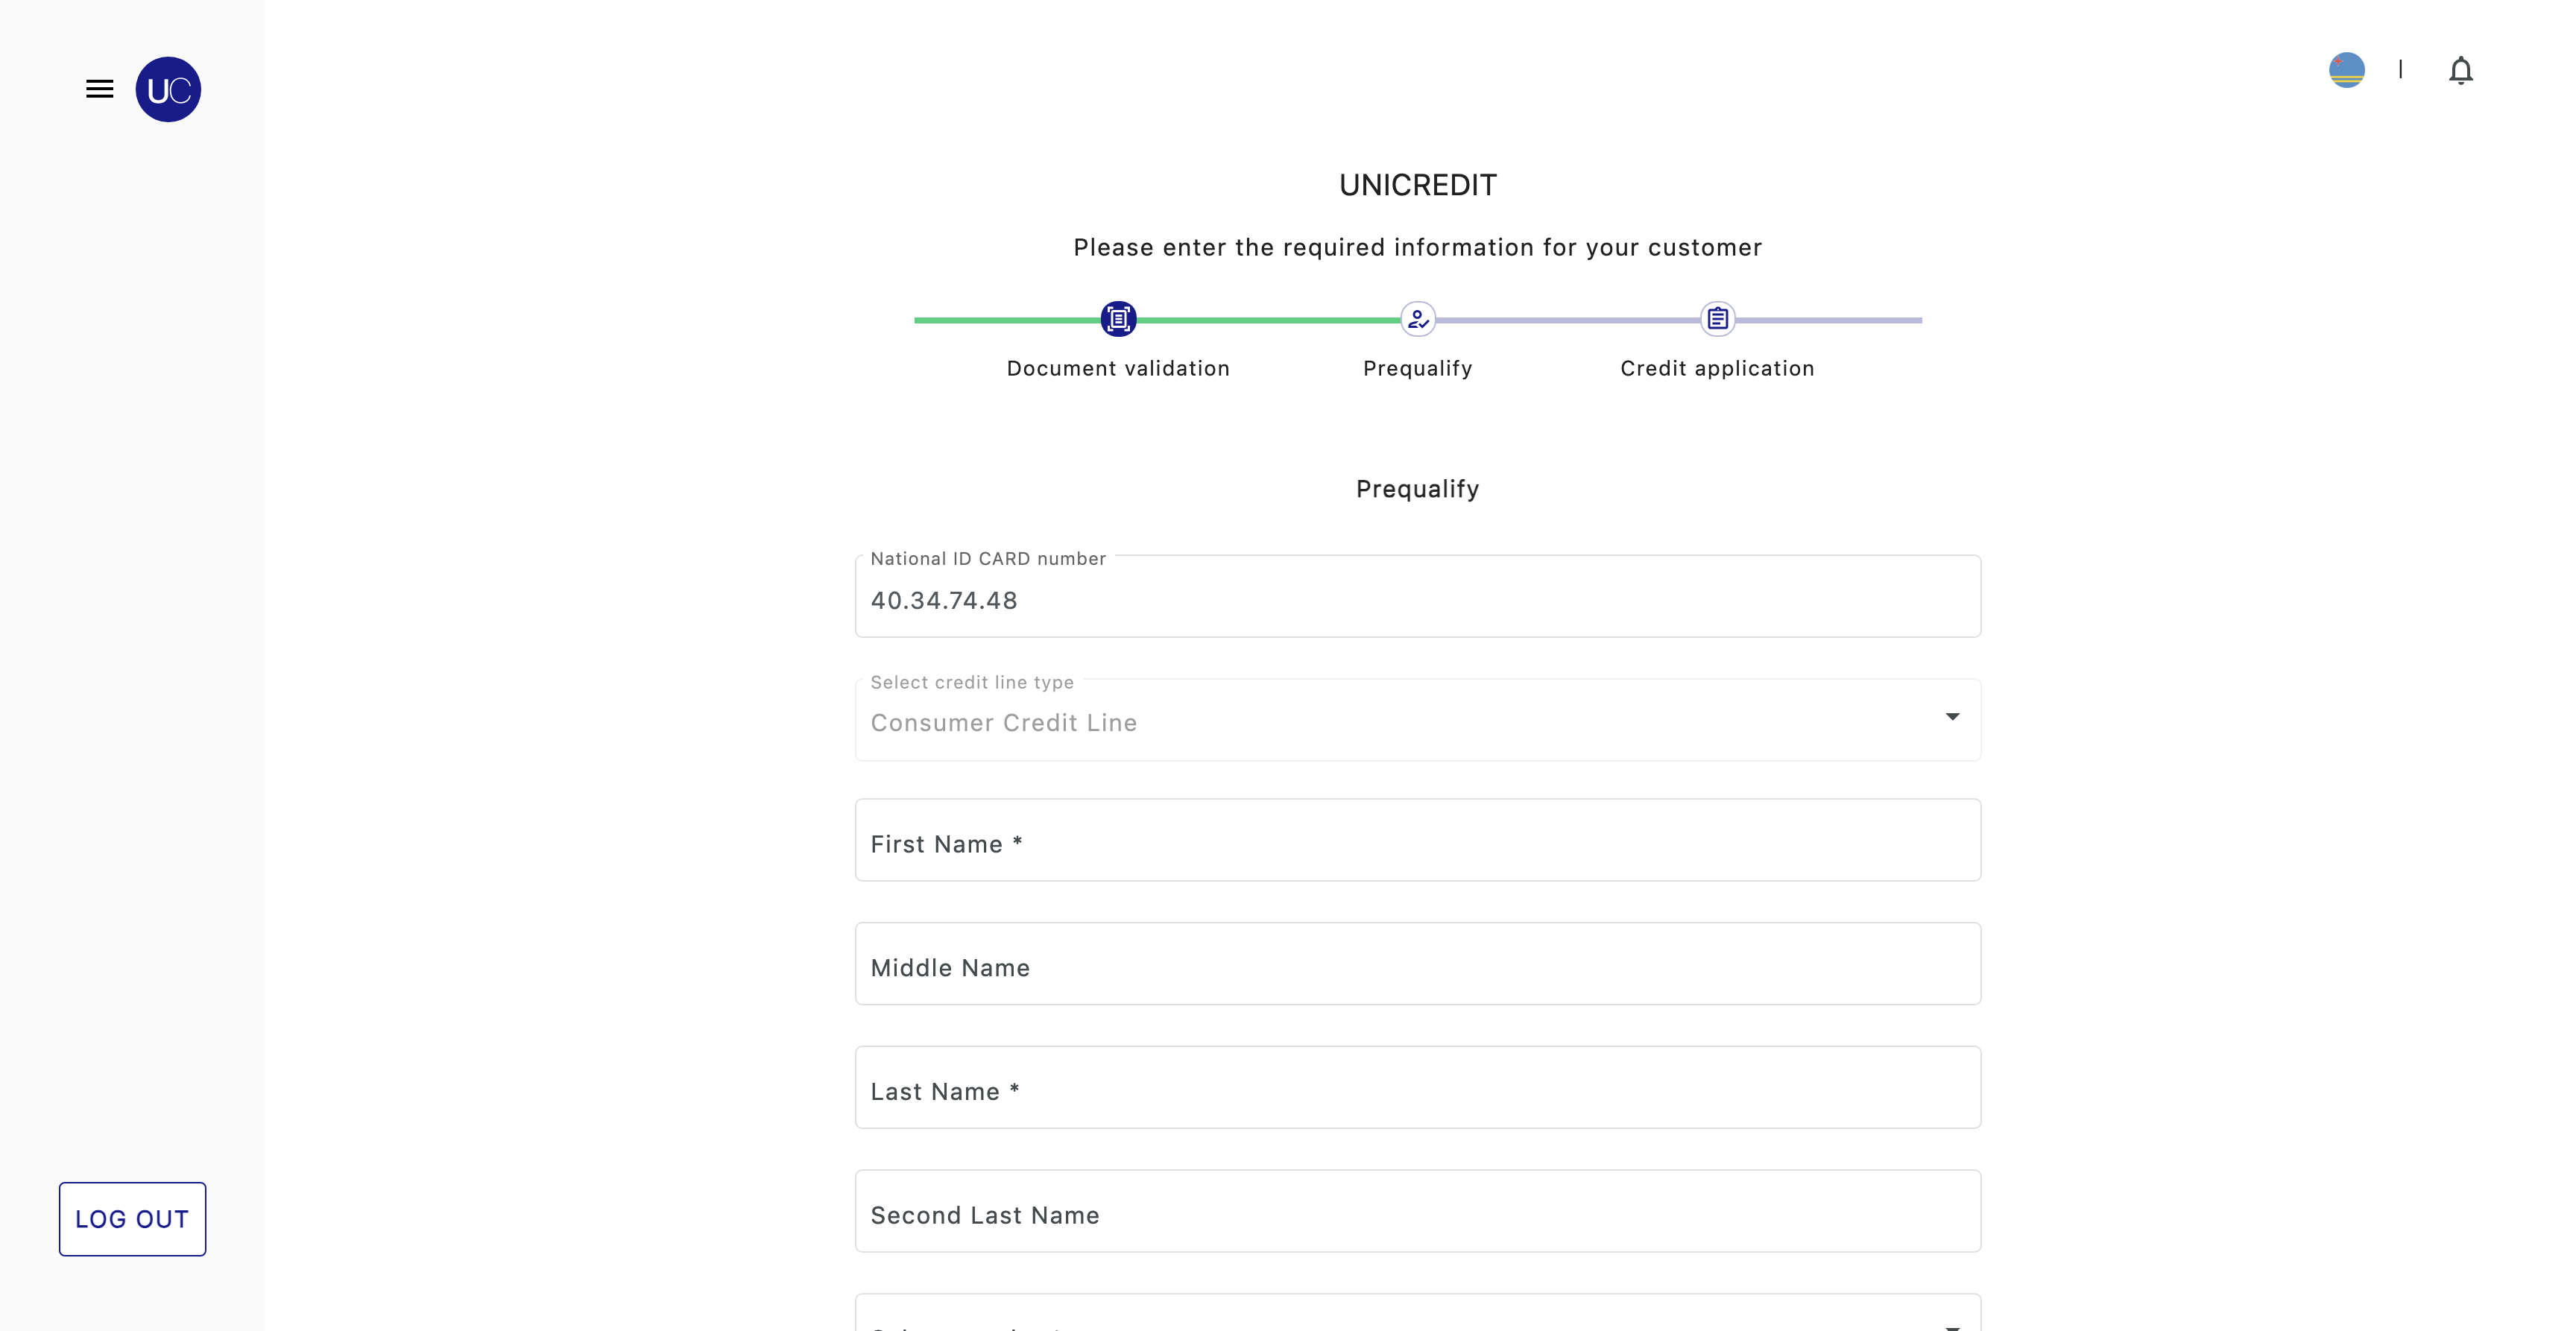 UC
UNICREDIT
Please enter the required information for your customer
Document validation
Prequalify
Credit application
Prequalify
National ID CARD number
40.34.74.48
Select credit line type
Consumer Credit Line
First Name *
Middle Name
Last Name *
Second Last Name
LOG OUT